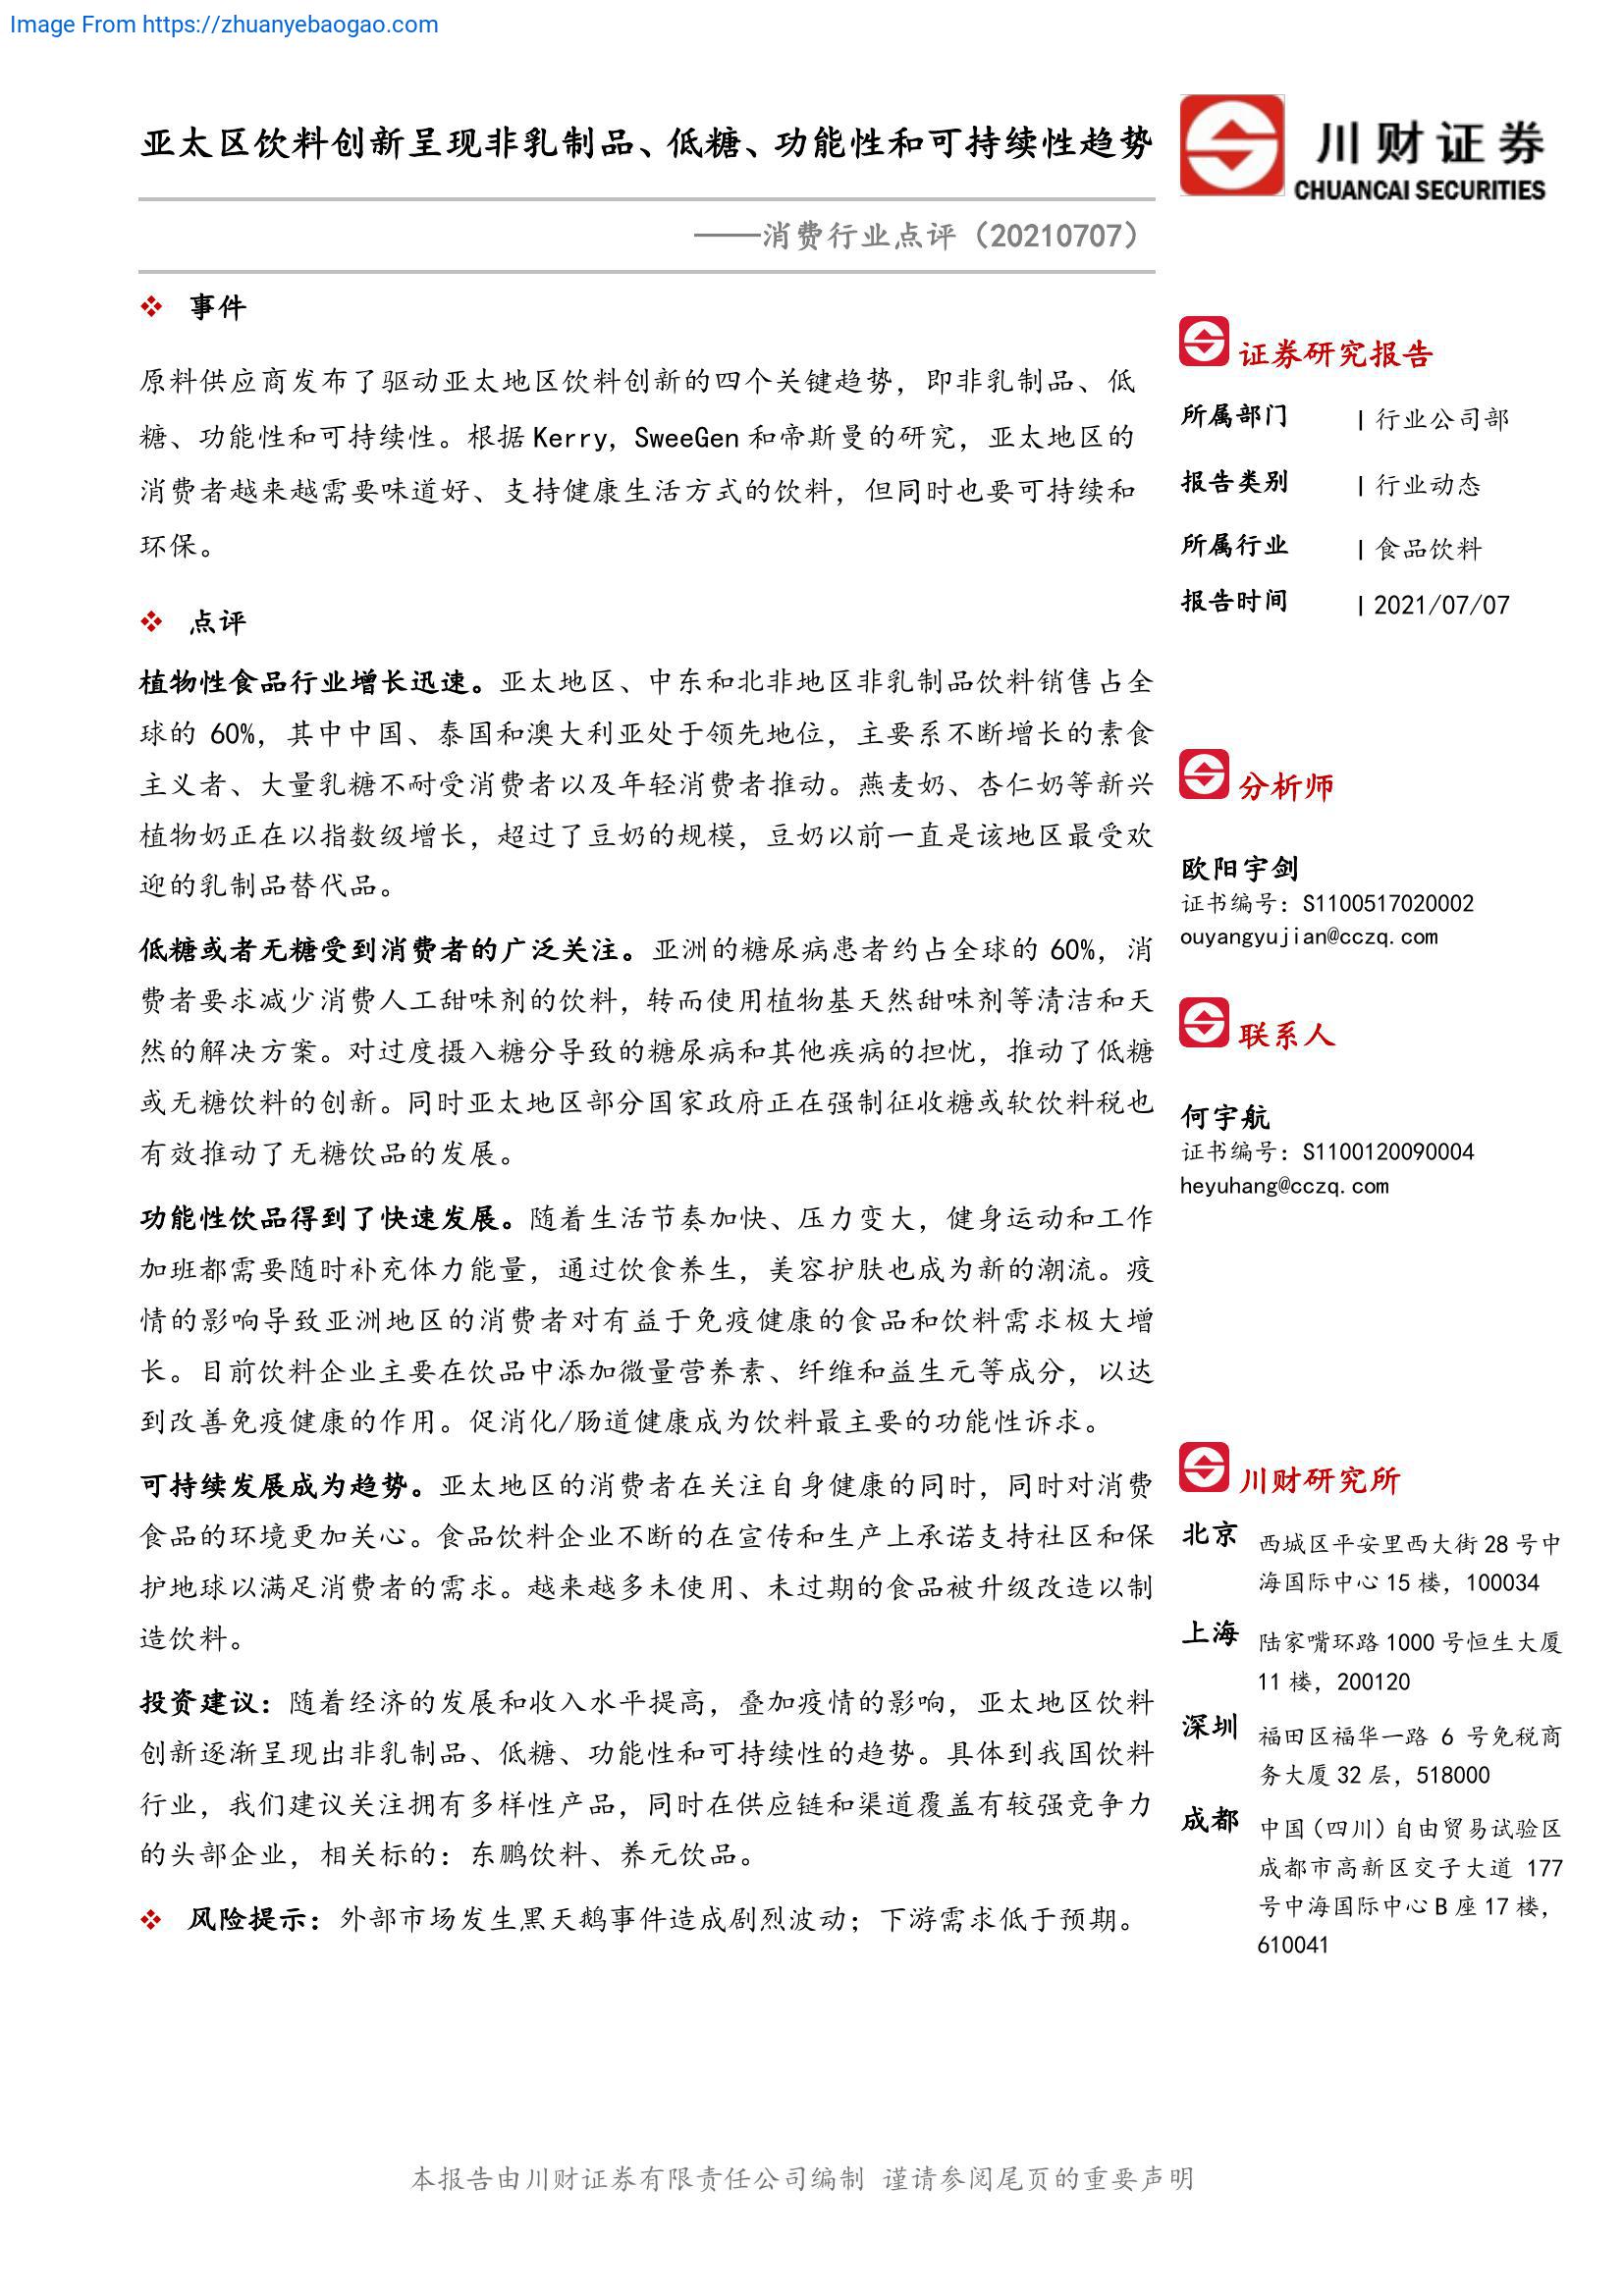 Image From https://zhuanyebaogao.com
亚太区饮料创新呈现非乳制品、低糖、功能性和可持续性趋势
川财证券
CHUANCAI SECURITIES
——消费行业点评（20210707）
❖ 事件
原料供应商发布了驱动亚太地区饮料创新的四个关键趋势，即非乳制品、低
糖、功能性和可持续性。根据 Kerry，SweeGen 和帝斯曼的研究，亚太地区的
消费者越来越需要味道好、支持健康生活方式的饮料，但同时也要可持续和
环保。
❖ 点评
植物性食品行业增长迅速。亚太地区、中东和北非地区非乳制品饮料销售占全
球的 60%，其中中国、泰国和澳大利亚处于领先地位，主要系不断增长的素食
主义者、大量乳糖不耐受消费者以及年轻消费者推动。燕麦奶、杏仁奶等新兴
植物奶正在以指数级增长，超过了豆奶的规模，豆奶以前一直是该地区最受欢
迎的乳制品替代品。
低糖或者无糖受到消费者的广泛关注。亚洲的糖尿病患者约占全球的 60%，消
费者要求减少消费人工甜味剂的饮料，转而使用植物基天然甜味剂等清洁和天
然的解决方案。对过度摄入糖分导致的糖尿病和其他疾病的担忧，推动了低糖
或无糖饮料的创新。同时亚太地区部分国家政府正在强制征收糖或软饮料税也
有效推动了无糖饮品的发展。
功能性饮品得到了快速发展。随着生活节奏加快、压力变大，健身运动和工作
加班都需要随时补充体力能量，通过饮食养生，美容护肤也成为新的潮流。疫
情的影响导致亚洲地区的消费者对有益于免疫健康的食品和饮料需求极大增
长。目前饮料企业主要在饮品中添加微量营养素、纤维和益生元等成分，以达
到改善免疫健康的作用。促消化/肠道健康成为饮料最主要的功能性诉求。
可持续发展成为趋势。亚太地区的消费者在关注自身健康的同时，同时对消费
食品的环境更加关心。食品饮料企业不断的在宣传和生产上承诺支持社区和保
护地球以满足消费者的需求。越来越多未使用、未过期的食品被升级改造以制
造饮料。
投资建议：随着经济的发展和收入水平提高，叠加疫情的影响，亚太地区饮料
创新逐渐呈现出非乳制品、低糖、功能性和可持续性的趋势。具体到我国饮料
行业，我们建议关注拥有多样性产品，同时在供应链和渠道覆盖有较强竞争力
的头部企业，相关标的：东鹏饮料、养元饮品。
❖ 风险提示：外部市场发生黑天鹅事件造成剧烈波动；下游需求低于预期。
证券研究报告
所属部门 | 行业公司部
报告类别 | 行业动态
所属行业 | 食品饮料
报告时间 | 2021/07/07
分析师
欧阳宇剑
证书编号：S1100517020002
ouyangyujian@cczq.com
联系人
何宇航
证书编号：S1100120090004
heyuhang@cczq.com
川财研究所
北京 西城区平安里西大街 28 号中
海国际中心 15 楼，100034
上海 陆家嘴环路 1000 号恒生大厦
11 楼，200120
深圳 福田区福华一路 6 号免税商
务大厦 32 层，518000
成都 中国（四川）自由贸易试验区
成都市高新区交子大道 177
号中海国际中心 B 座 17 楼，
610041
本报告由川财证券有限责任公司编制 谨请参阅尾页的重要声明